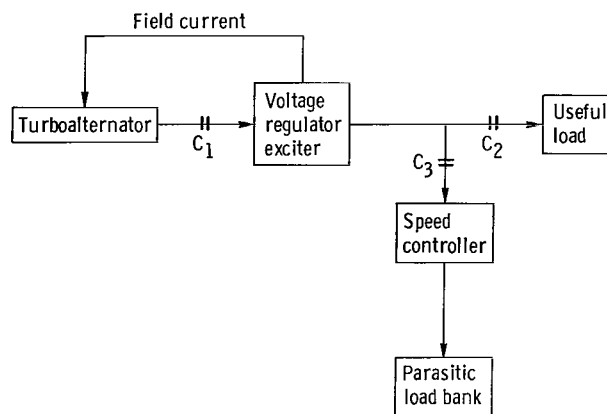 Field current
Turboalternator
C1
Voltage
regulator
exciter
C2
Useful
load
C3
Speed
controller
Parasitic
load bank